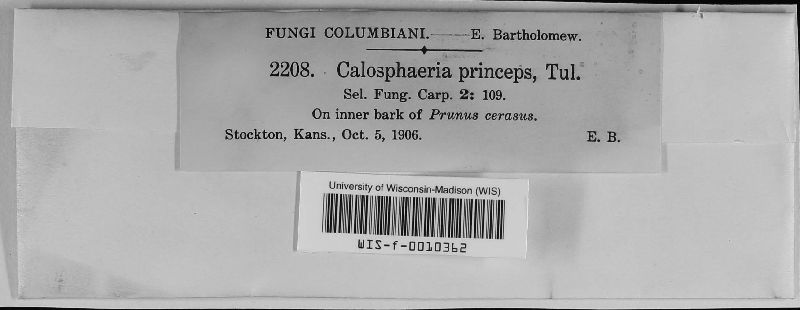 FUNGI COLUMBIANI.——E. Bartholomew.
2208. Calosphaeria princeps, Tul.
Sel. Fung. Carp. 2: 109.
On inner bark of Prunus cerasus.
Stockton, Kans., Oct. 5, 1906. E. B.
University of Wisconsin-Madison (WIS)
WIS-f-0010362